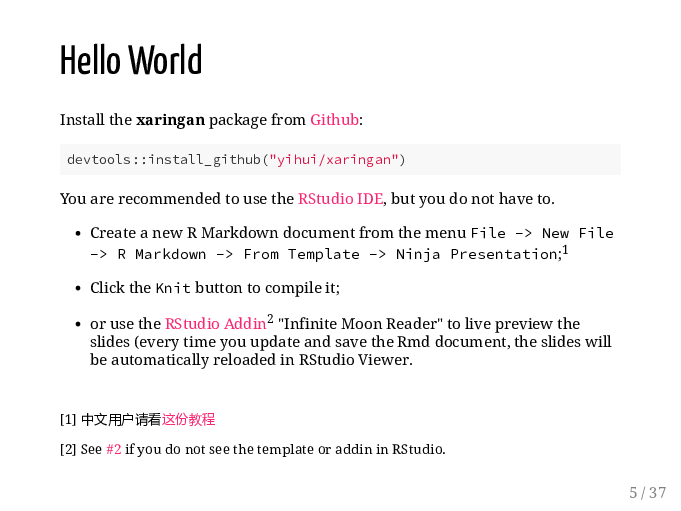 Hello World
Install the xaringan package from Github:
devtools::install_github("yihui/xaringan")
You are recommended to use the RStudio IDE, but you do not have to.
• Create a new R Markdown document from the menu File -> New File
-> R Markdown -> From Template -> Ninja Presentation;1
• Click the Knit button to compile it;
• or use the RStudio Addin2 "Infinite Moon Reader" to live preview the
slides (every time you update and save the Rmd document, the slides will
be automatically reloaded in RStudio Viewer.
[1] 中文用户请看这份教程
[2] See #2 if you do not see the template or addin in RStudio.
5 / 37